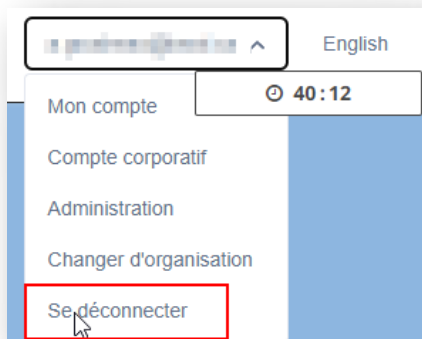 English
40:12
Mon compte
Compte corporatif
Administration
Changer d'organisation
Se déconnecter